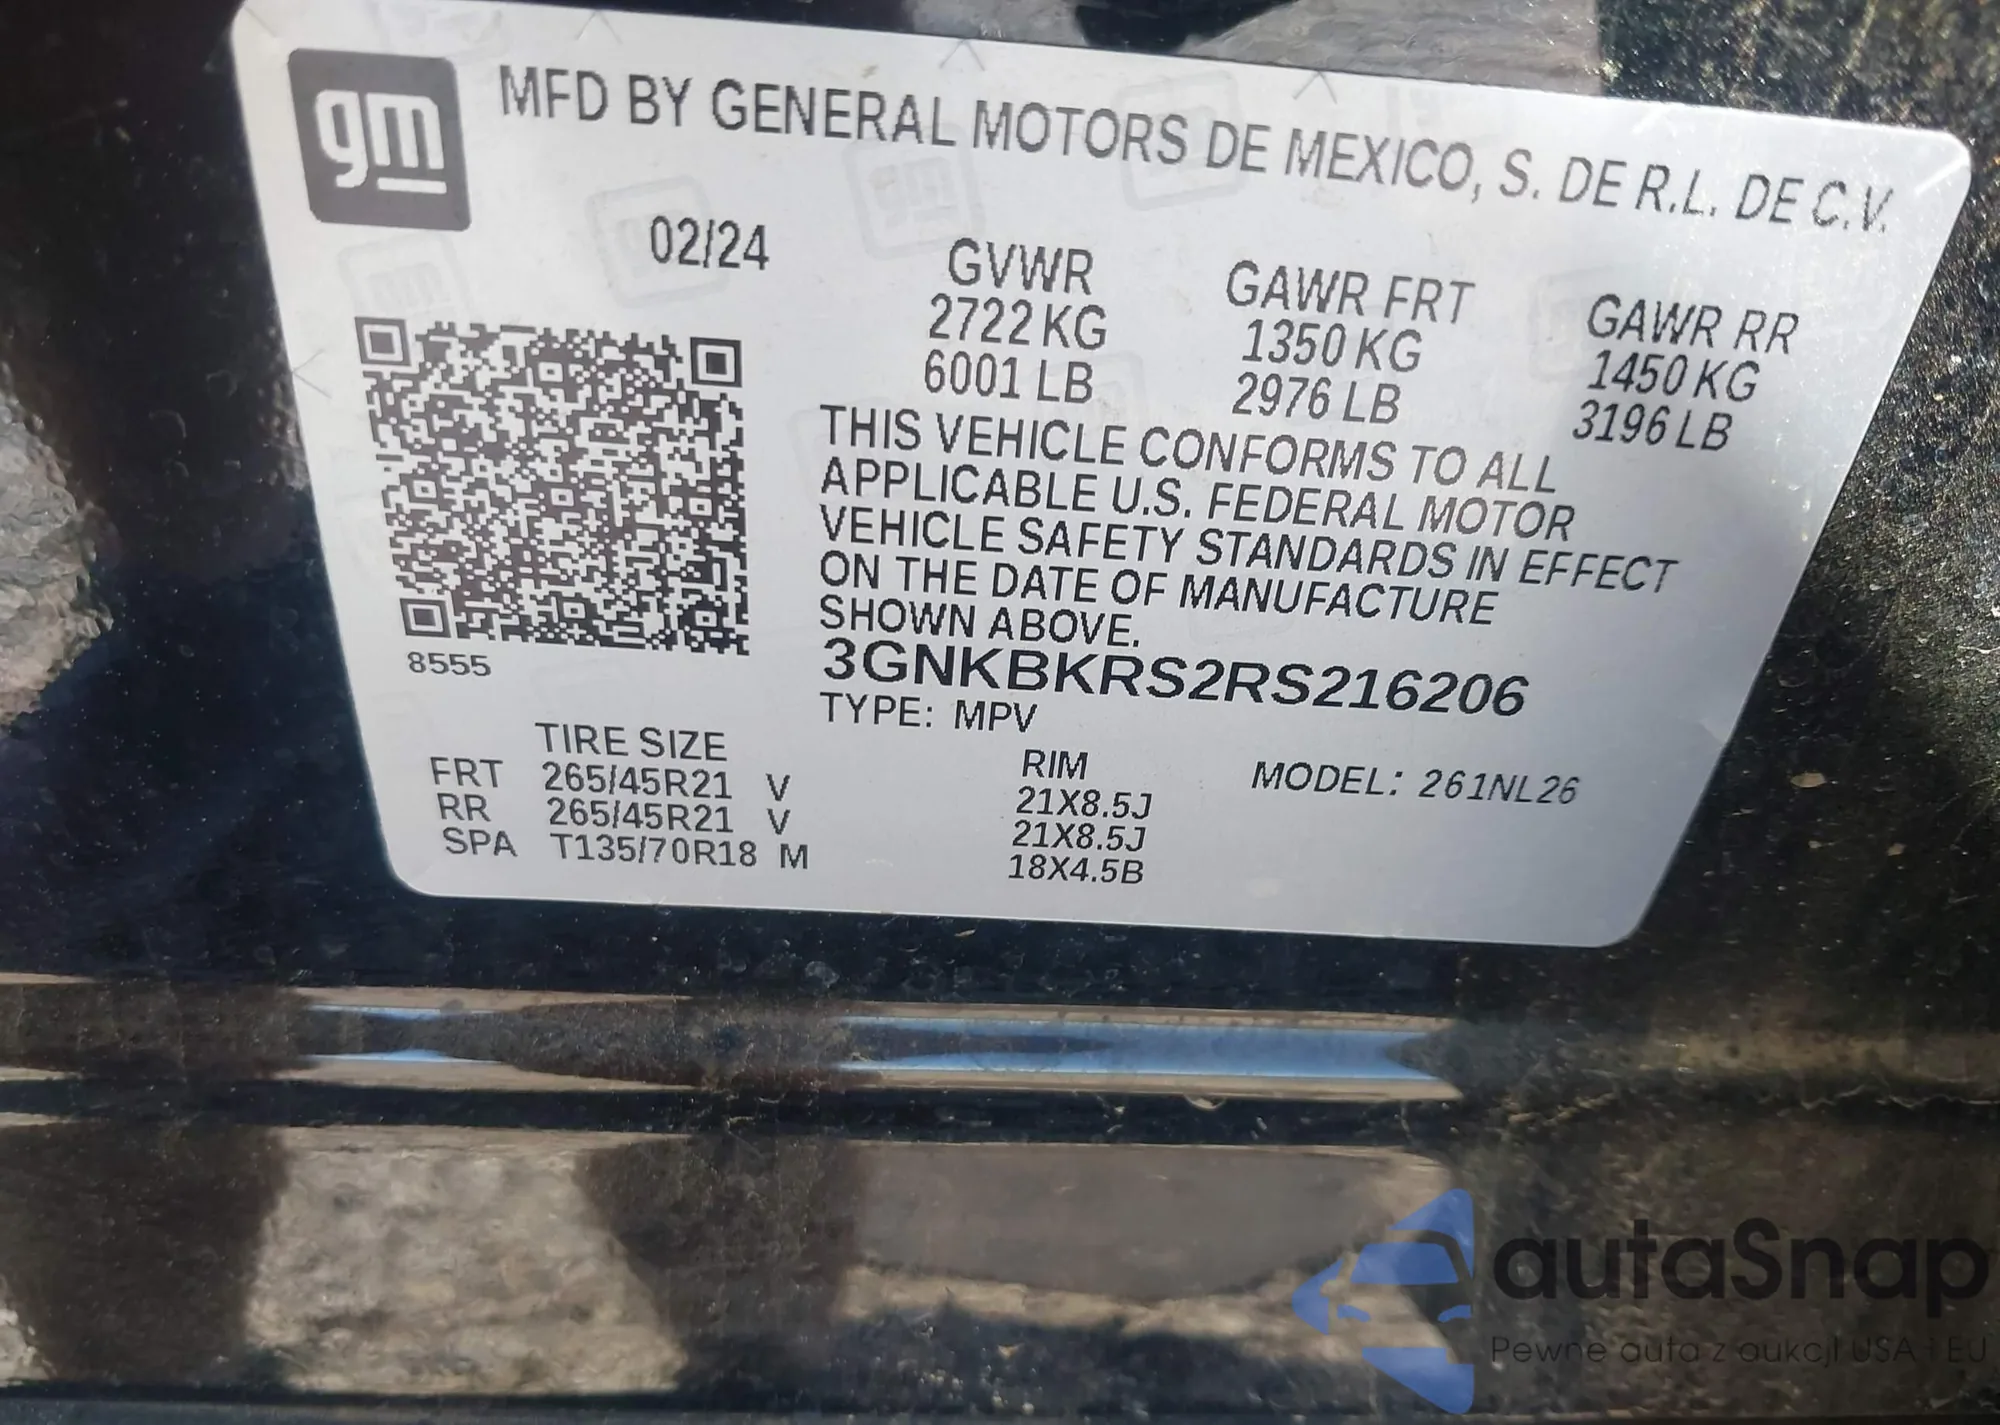 gm
MFD BY GENERAL MOTORS DE MEXICO, S. DE R.L. DE C.V.
02/24
GVWR
2722 KG
6001 LB
GAWR FRT
1350 KG
2976 LB
GAWR RR
1450 KG
3196 LB
THIS VEHICLE CONFORMS TO ALL
APPLICABLE U.S. FEDERAL MOTOR
VEHICLE SAFETY STANDARDS IN EFFECT
ON THE DATE OF MANUFACTURE
SHOWN ABOVE.
3GNKBKRS2RS216206
TYPE: MPV
8555
TIRE SIZE
RIM
MODEL: 261NL26
FRT 265/45R21 V 21X8.5J
RR 265/45R21 V 21X8.5J
SPA T135/70R18 M 18X4.5B
autaSnap
Pewne auta z aukcji USA i EU